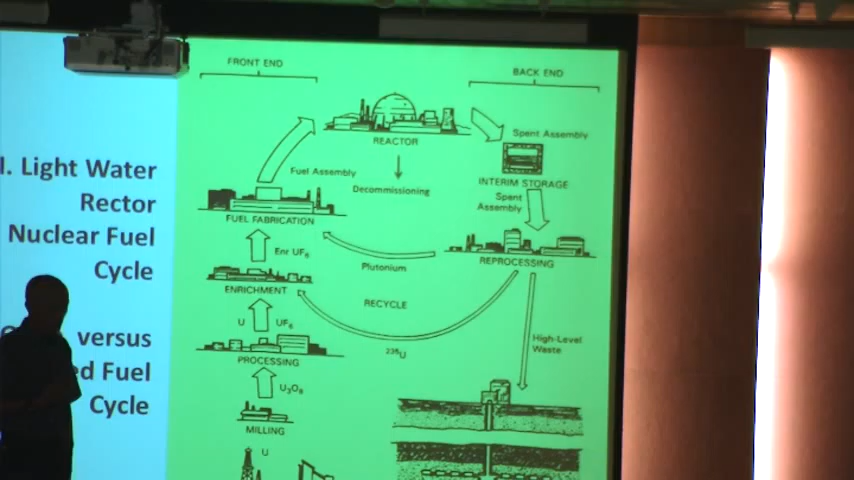 I. Light Water
Rector
Nuclear Fuel
Cycle
versus
d Fuel
Cycle
FRONT END
BACK END
REACTOR
Decommissioning
Spent Assembly
INTERIM STORAGE
Spent
Assembly
Fuel Assembly
FUEL FABRICATION
Enr UF6
Plutonium
REPROCESSING
ENRICHMENT
RECYCLE
U
UF6
235U
High-Level
Waste
PROCESSING
U3O8
MILLING
U